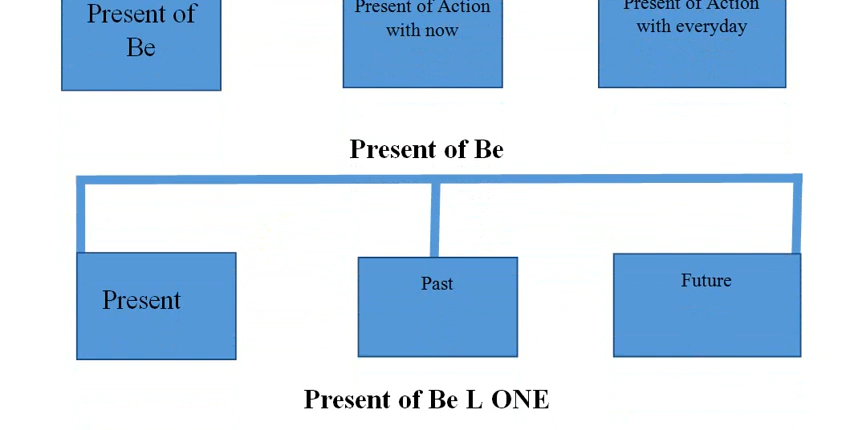 Present of
Be
Present of Action
with now
Present of Action
with everyday
Present of Be
Present
Past
Future
Present of Be L ONE